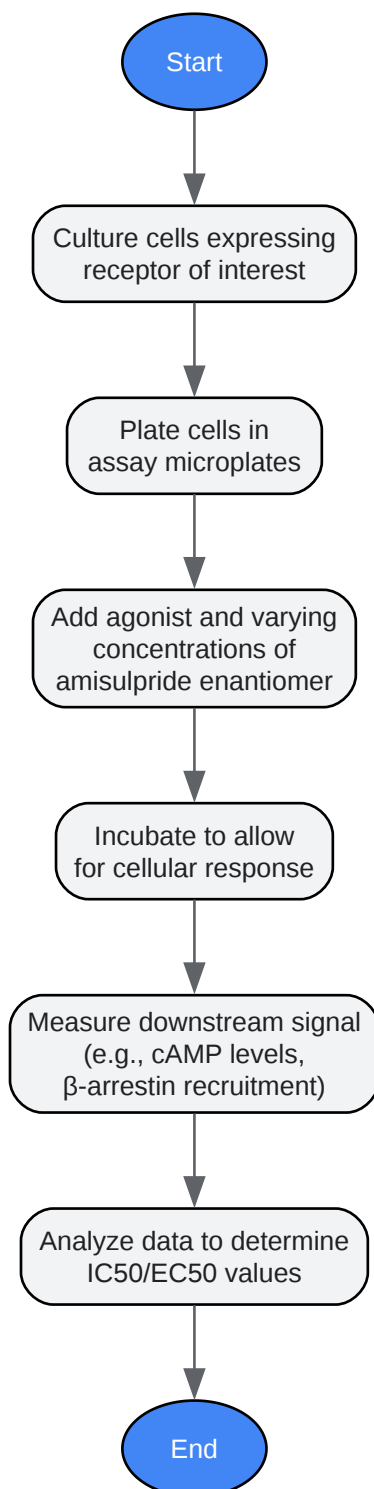 Start
Culture cells expressing
receptor of interest
Plate cells in
assay microplates
Add agonist and varying
concentrations of
amisulpride enantiomer
Incubate to allow
for cellular response
Measure downstream signal
(e.g., cAMP levels,
β-arrestin recruitment)
Analyze data to determine
IC50/EC50 values
End